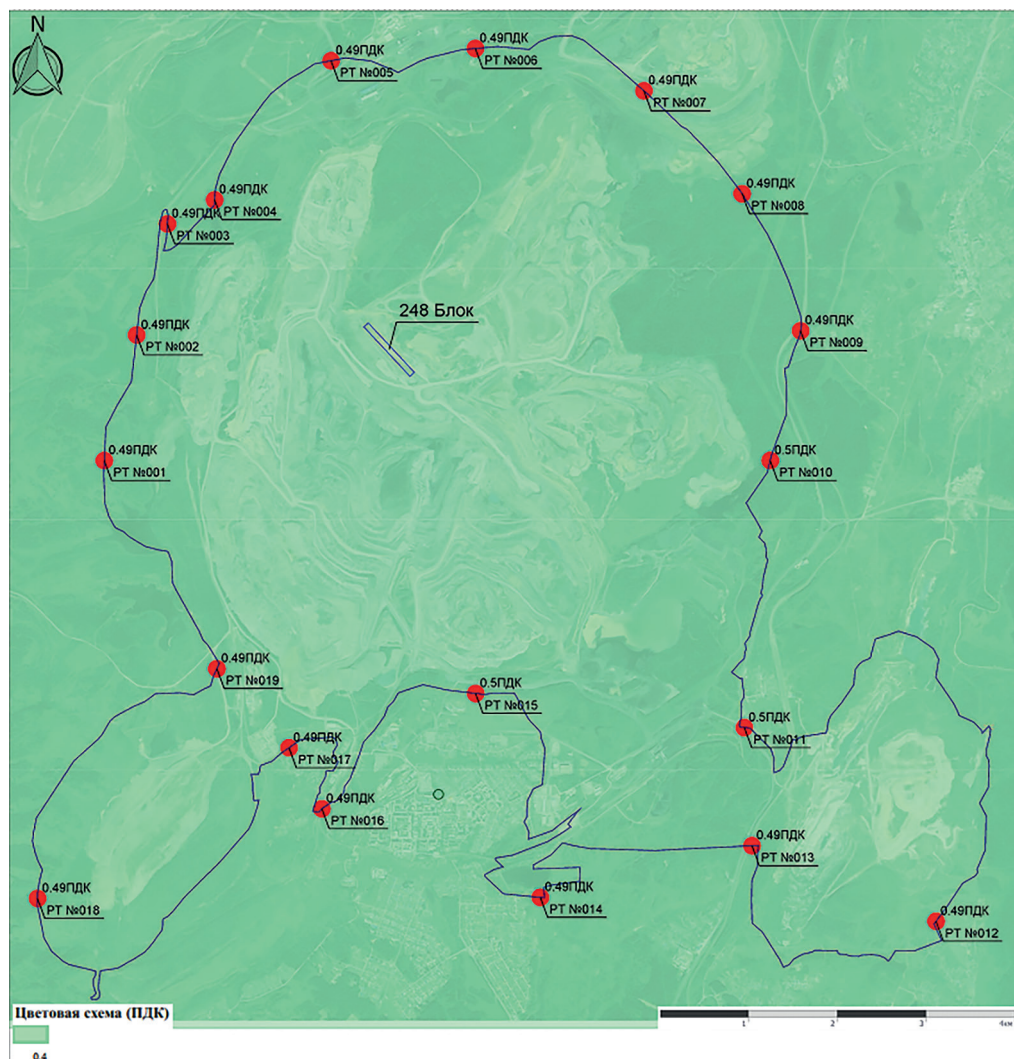 N
0.49ПДК
РТ №005
0.49ПДК
РТ №006
0.49ПДК
РТ №007
0.49ПДК
РТ №004
0.49ПДК
РТ №003
0.49ПДК
РТ №008
248 Блок
0.49ПДК
РТ №002
0.49ПДК
РТ №009
0.49ПДК
РТ №001
0.5ПДК
РТ №010
0.49ПДК
РТ №019
0.5ПДК
РТ №015
0.5ПДК
РТ №011
0.49ПДК
РТ №017
0.49ПДК
РТ №016
0.49ПДК
РТ №013
0.49ПДК
РТ №018
0.49ПДК
РТ №014
0.49ПДК
РТ №012
Цветовая схема (ПДК)
0.4
1 2 3 4км